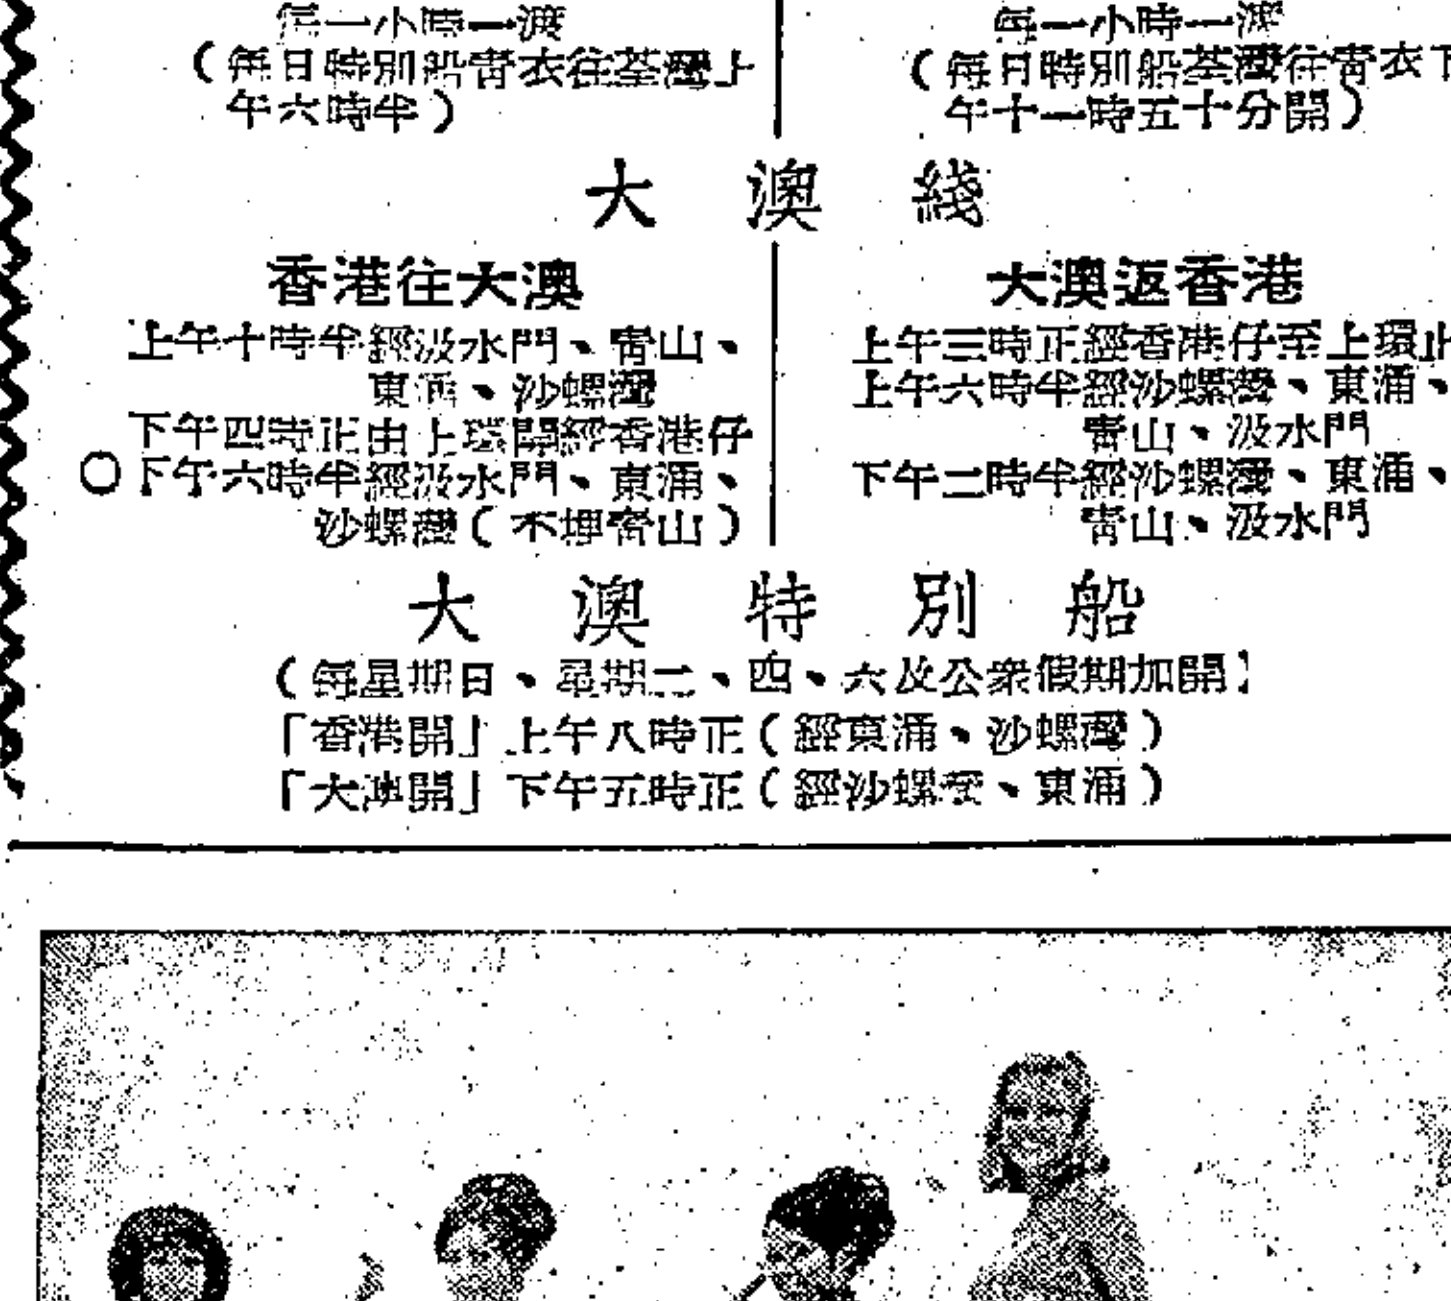 每一小時一渡
(每日特別船青衣往荃灣上
午六時半)
每一小時一渡
(每日特別船荃灣往青衣下
午十一時五十分開)
大澳綫
香港往大澳
上午十時半經汲水門、青山、
東涌、沙螺灣
下午四時正由上環開經香港仔
○下午六時半經汲水門、東涌、
沙螺灣(不埋青山)
大澳返香港
上午三時正經香港仔至上環止
上午六時半經沙螺灣、東涌、
青山、汲水門
下午二時半經沙螺灣、東涌、
青山、汲水門
大澳特別船
(每星期日、星期二、四、六及公衆假期加開)
「香港開」上午八時正(經東涌、沙螺灣)
「大澳開」下午五時正(經沙螺灣、東涌)